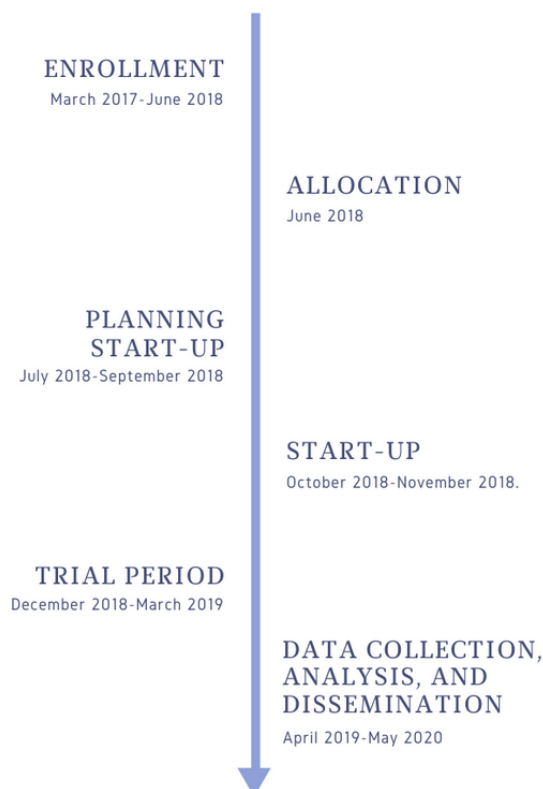 ENROLLMENT
March 2017-June 2018
ALLOCATION
June 2018
PLANNING
START-UP
July 2018-September 2018
START-UP
October 2018-November 2018.
TRIAL PERIOD
December 2018-March 2019
DATA COLLECTION,
ANALYSIS, AND
DISSEMINATION
April 2019-May 2020